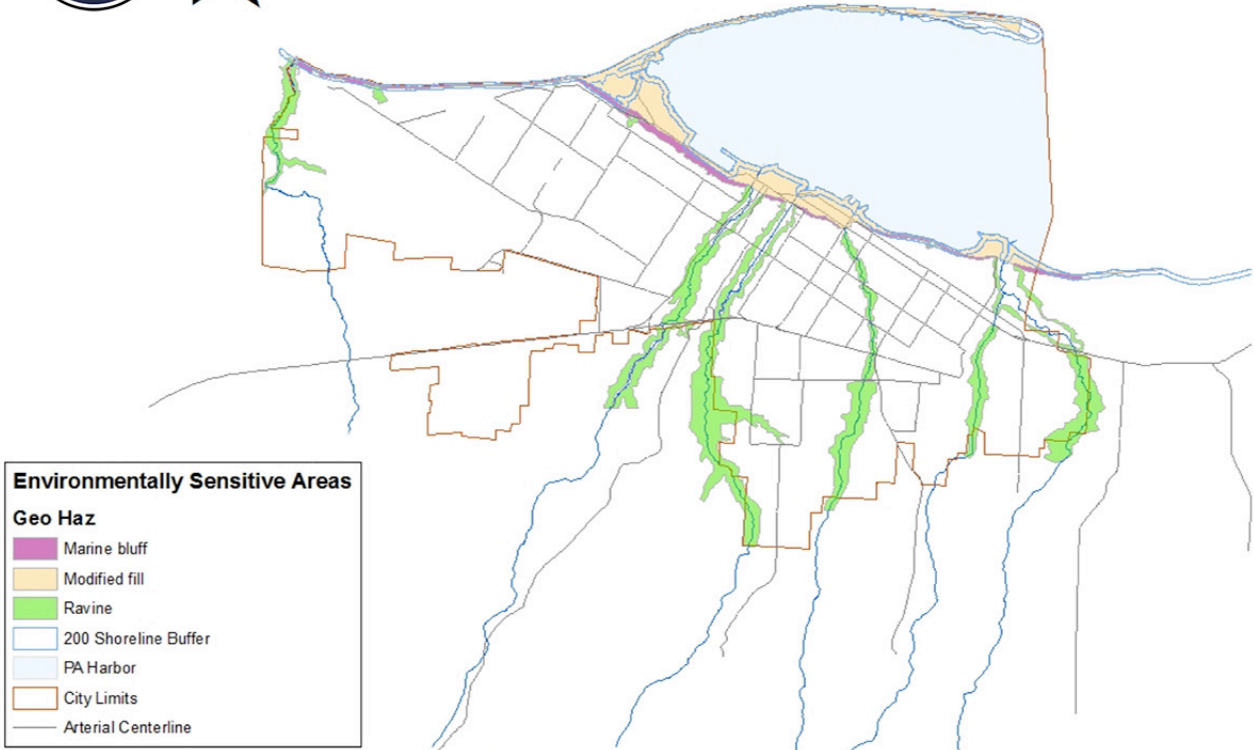 Environmentally Sensitive Areas
Geo Haz
Marine bluff
Modified fill
Ravine
200 Shoreline Buffer
PA Harbor
City Limits
Arterial Centerline